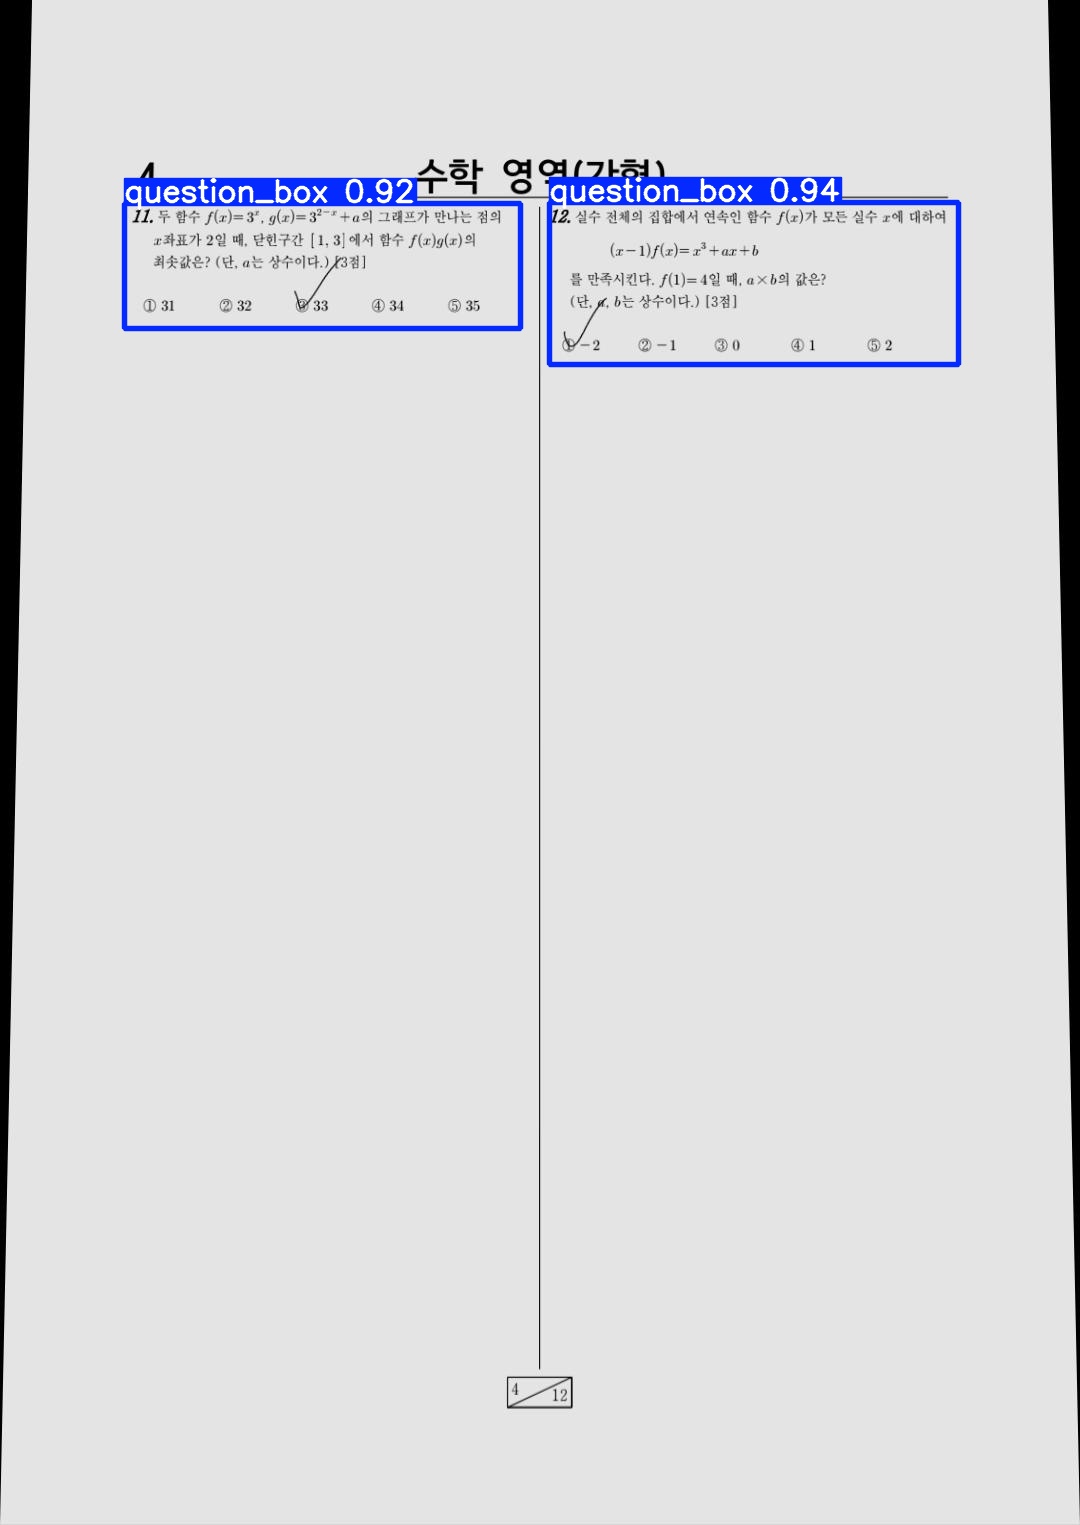 4
수학 영역(가형)
question_box 0.92
11. 두 함수 f(x)=3^x, g(x)=3^{2-x}+a의 그래프가 만나는 점의
x좌표가 2일 때, 닫힌구간 [1, 3]에서 함수 f(x)g(x)의
최솟값은? (단, a는 상수이다.) [3점]
① 31 ② 32 ③ 33 ④ 34 ⑤ 35
question_box 0.94
12. 실수 전체의 집합에서 연속인 함수 f(x)가 모든 실수 x에 대하여
(x-1)f(x)=x^3+ax+b
를 만족시킨다. f(1)=4일 때, a×b의 값은?
(단, a, b는 상수이다.) [3점]
① -2 ② -1 ③ 0 ④ 1 ⑤ 2
4
12